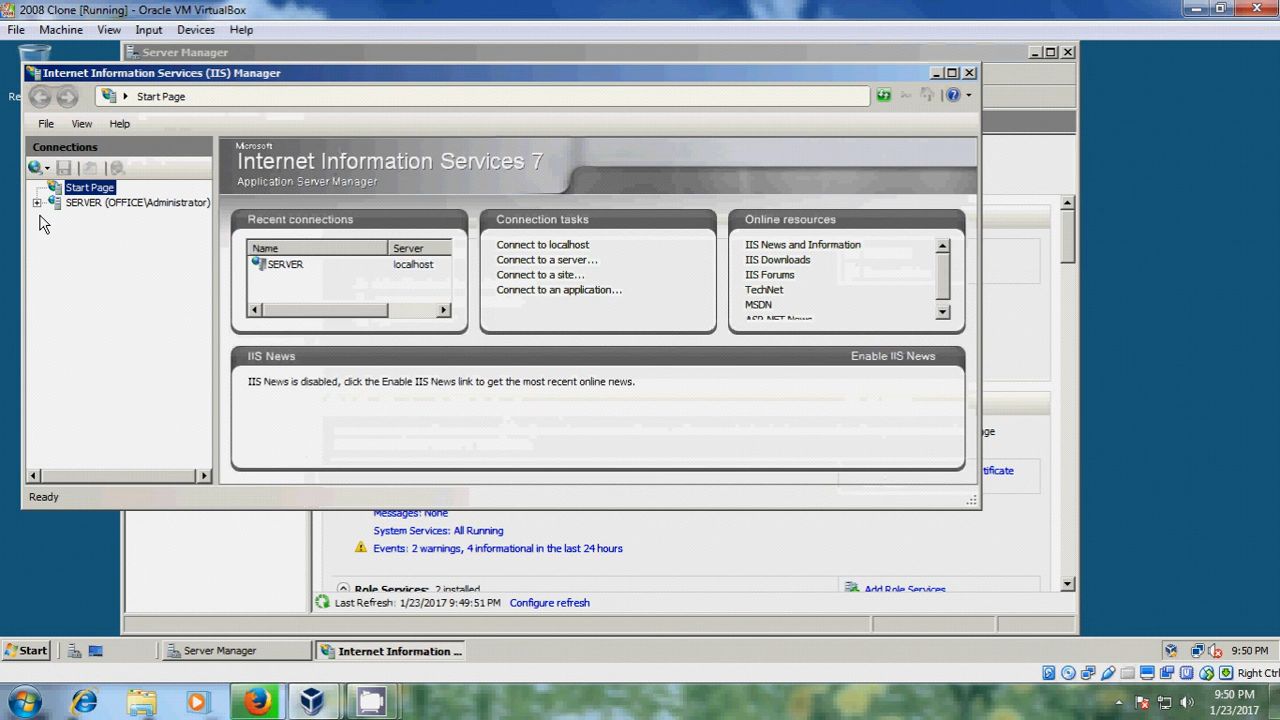 2008 Clone [Running] - Oracle VM VirtualBox
File Machine View Input Devices Help
Server Manager
Internet Information Services (IIS) Manager
Re
Start Page
File View Help
Connections
Start Page
SERVER (OFFICE\Administrator)
Microsoft
Internet Information Services 7
Application Server Manager
Recent connections
Name Server
SERVER localhost
Connection tasks
Connect to localhost
Connect to a server...
Connect to a site...
Connect to an application...
Online resources
IIS News and Information
IIS Downloads
IIS Forums
TechNet
MSDN
ASP.NET News
IIS News Enable IIS News
IIS News is disabled, click the Enable IIS News link to get the most recent online news.
age
tificate
Ready
Messages: None
System Services: All Running
Events: 2 warnings, 4 informational in the last 24 hours
Role Services: 2 installed
Add Role Services
Last Refresh: 1/23/2017 9:49:51 PM Configure refresh
Start Server Manager Internet Information ... 9:50 PM
Right Ctrl
9:50 PM
1/23/2017